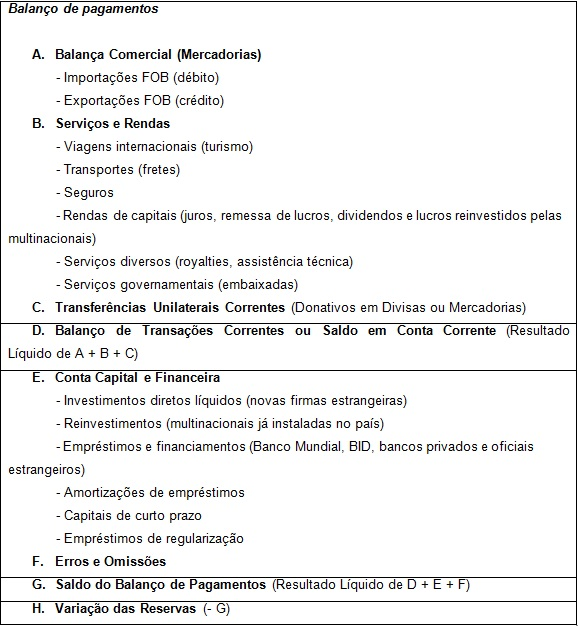 Balanço de pagamentos
A. Balança Comercial (Mercadorias)
- Importações FOB (débito)
- Exportações FOB (crédito)
B. Serviços e Rendas
- Viagens internacionais (turismo)
- Transportes (fretes)
- Seguros
- Rendas de capitais (juros, remessa de lucros, dividendos e lucros reinvestidos pelas
multinacionais)
- Serviços diversos (royalties, assistência técnica)
- Serviços governamentais (embaixadas)
C. Transferências Unilaterais Correntes (Donativos em Divisas ou Mercadorias)
D. Balanço de Transações Correntes ou Saldo em Conta Corrente (Resultado
Líquido de A + B + C)
E. Conta Capital e Financeira
- Investimentos diretos líquidos (novas firmas estrangeiras)
- Reinvestimentos (multinacionais já instaladas no país)
- Empréstimos e financiamentos (Banco Mundial, BID, bancos privados e oficiais
estrangeiros)
- Amortizações de empréstimos
- Capitais de curto prazo
- Empréstimos de regularização
F. Erros e Omissões
G. Saldo do Balanço de Pagamentos (Resultado Líquido de D + E + F)
H. Variação das Reservas (- G)